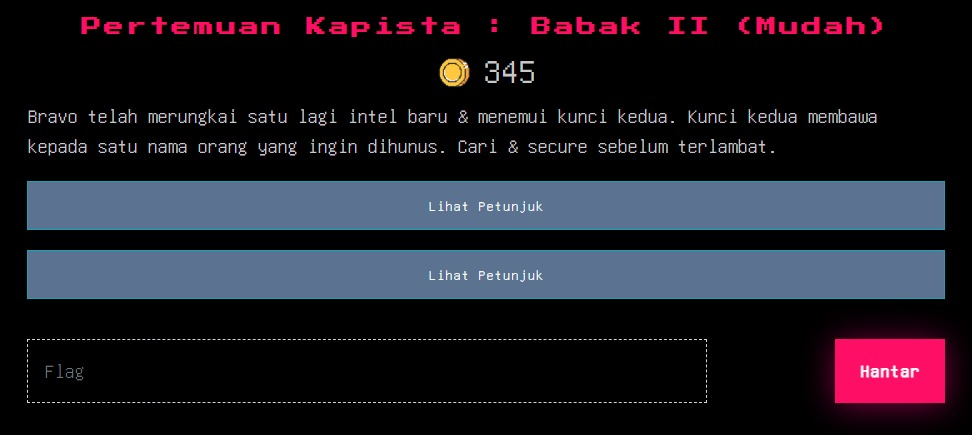 Pertemuan Kapista : Babak II (Mudah)
345
Bravo telah merungkai satu lagi intel baru & menemui kunci kedua. Kunci kedua membawa
kepada satu nama orang yang ingin dihunus. Cari & secure sebelum terlambat.
Lihat Petunjuk
Lihat Petunjuk
Flag
Hantar